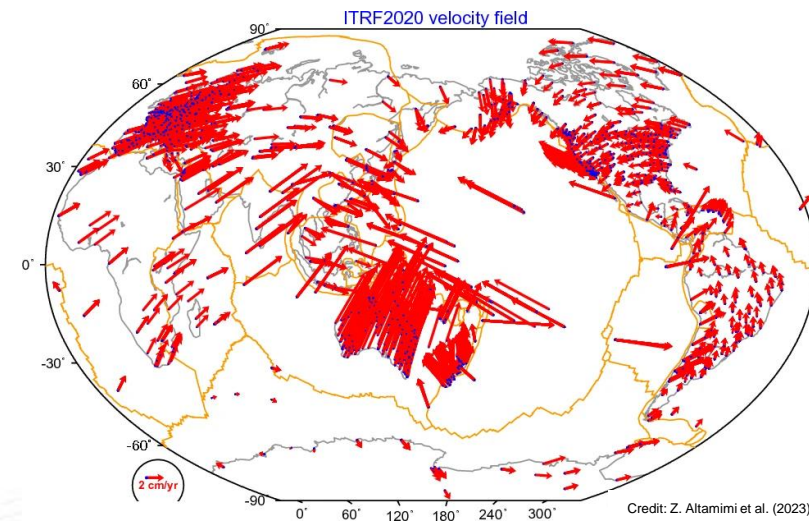 ITRF2020 velocity field
90˚
60˚
30˚
0˚
-30˚
-60˚
-90
2 cm/yr
0˚ 60˚ 120˚ 180˚ 240˚ 300˚
Credit: Z. Altamimi et al. (2023)